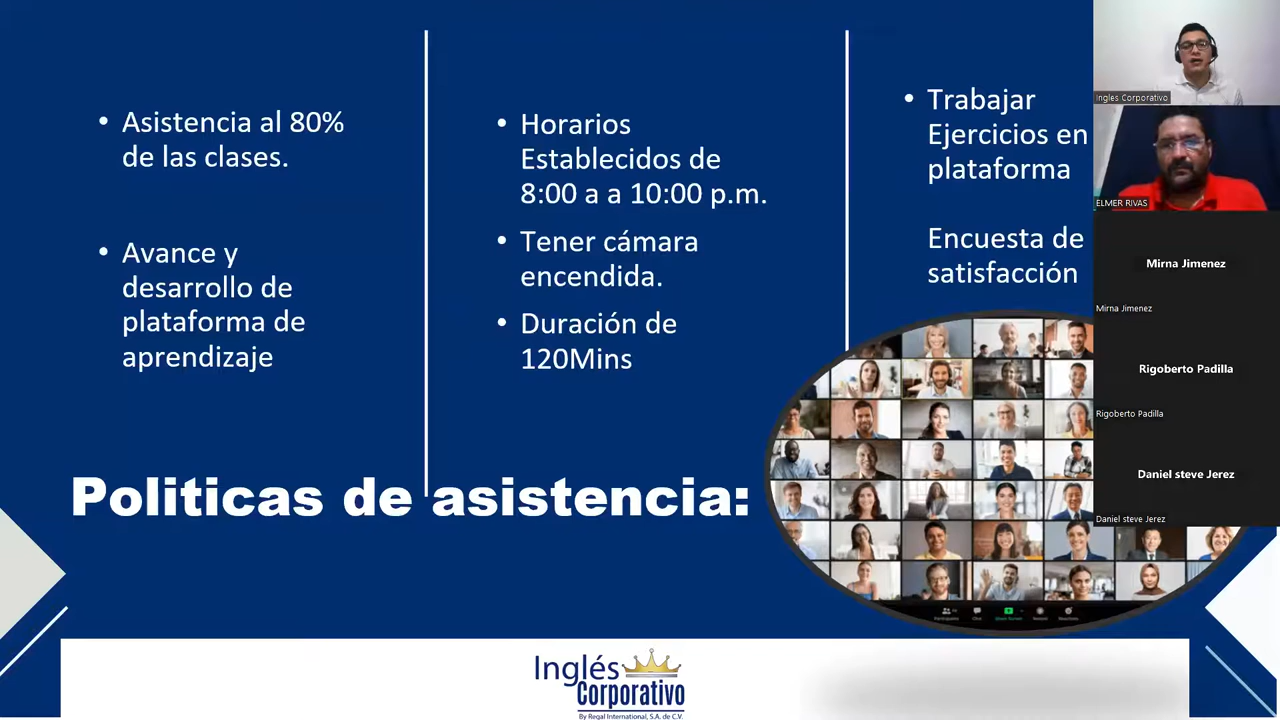 • Asistencia al 80%
de las clases.
• Avance y
desarrollo de
plataforma de
aprendizaje
• Horarios
Establecidos de
8:00 a a 10:00 p.m.
• Tener cámara
encendida.
• Duración de
120Mins
• Trabajar
Ejercicios en
plataforma
Encuesta de
satisfacción
Politicas de asistencia:
Inglés Corporativo
ELMER RIVAS
Mirna Jimenez
Mirna Jimenez
Rigoberto Padilla
Rigoberto Padilla
Daniel steve Jerez
Daniel steve Jerez
Inglés
Corporativo
By Regal International, S.A. de C.V.